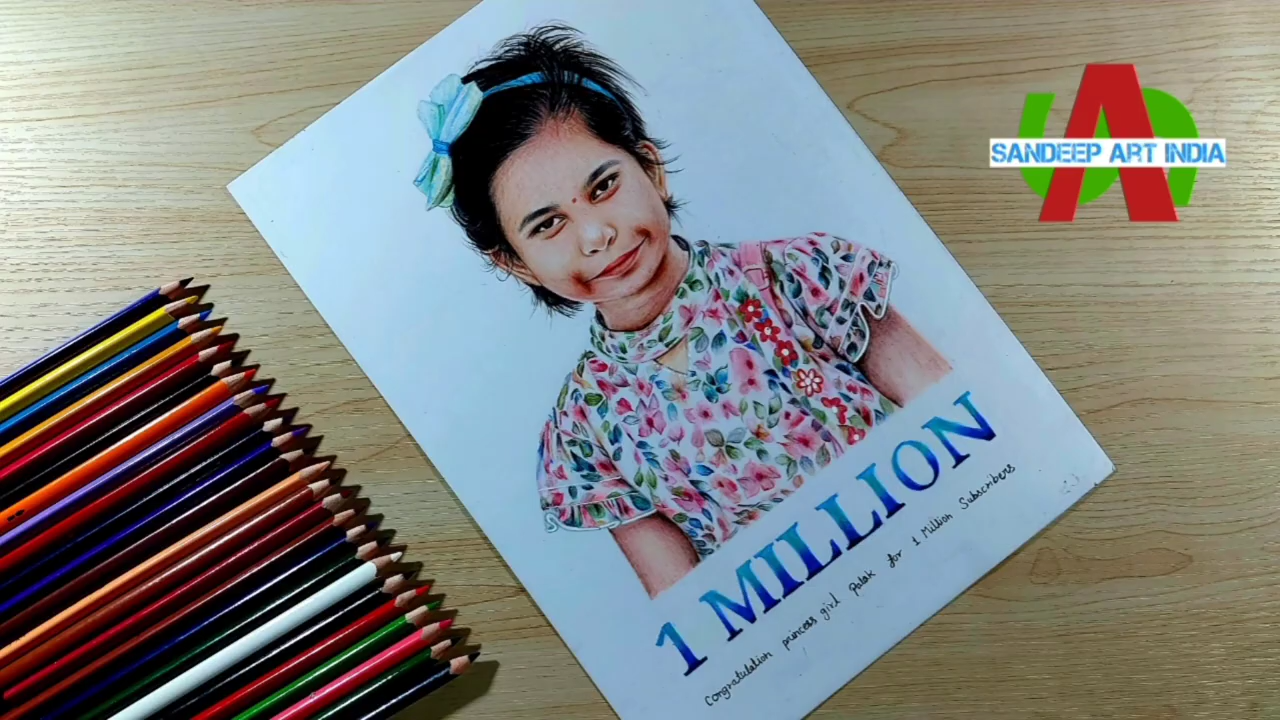 SANDEEP ART INDIA
1 MILLION
Congratulation princess girl Palak for 1 Million Subscribers